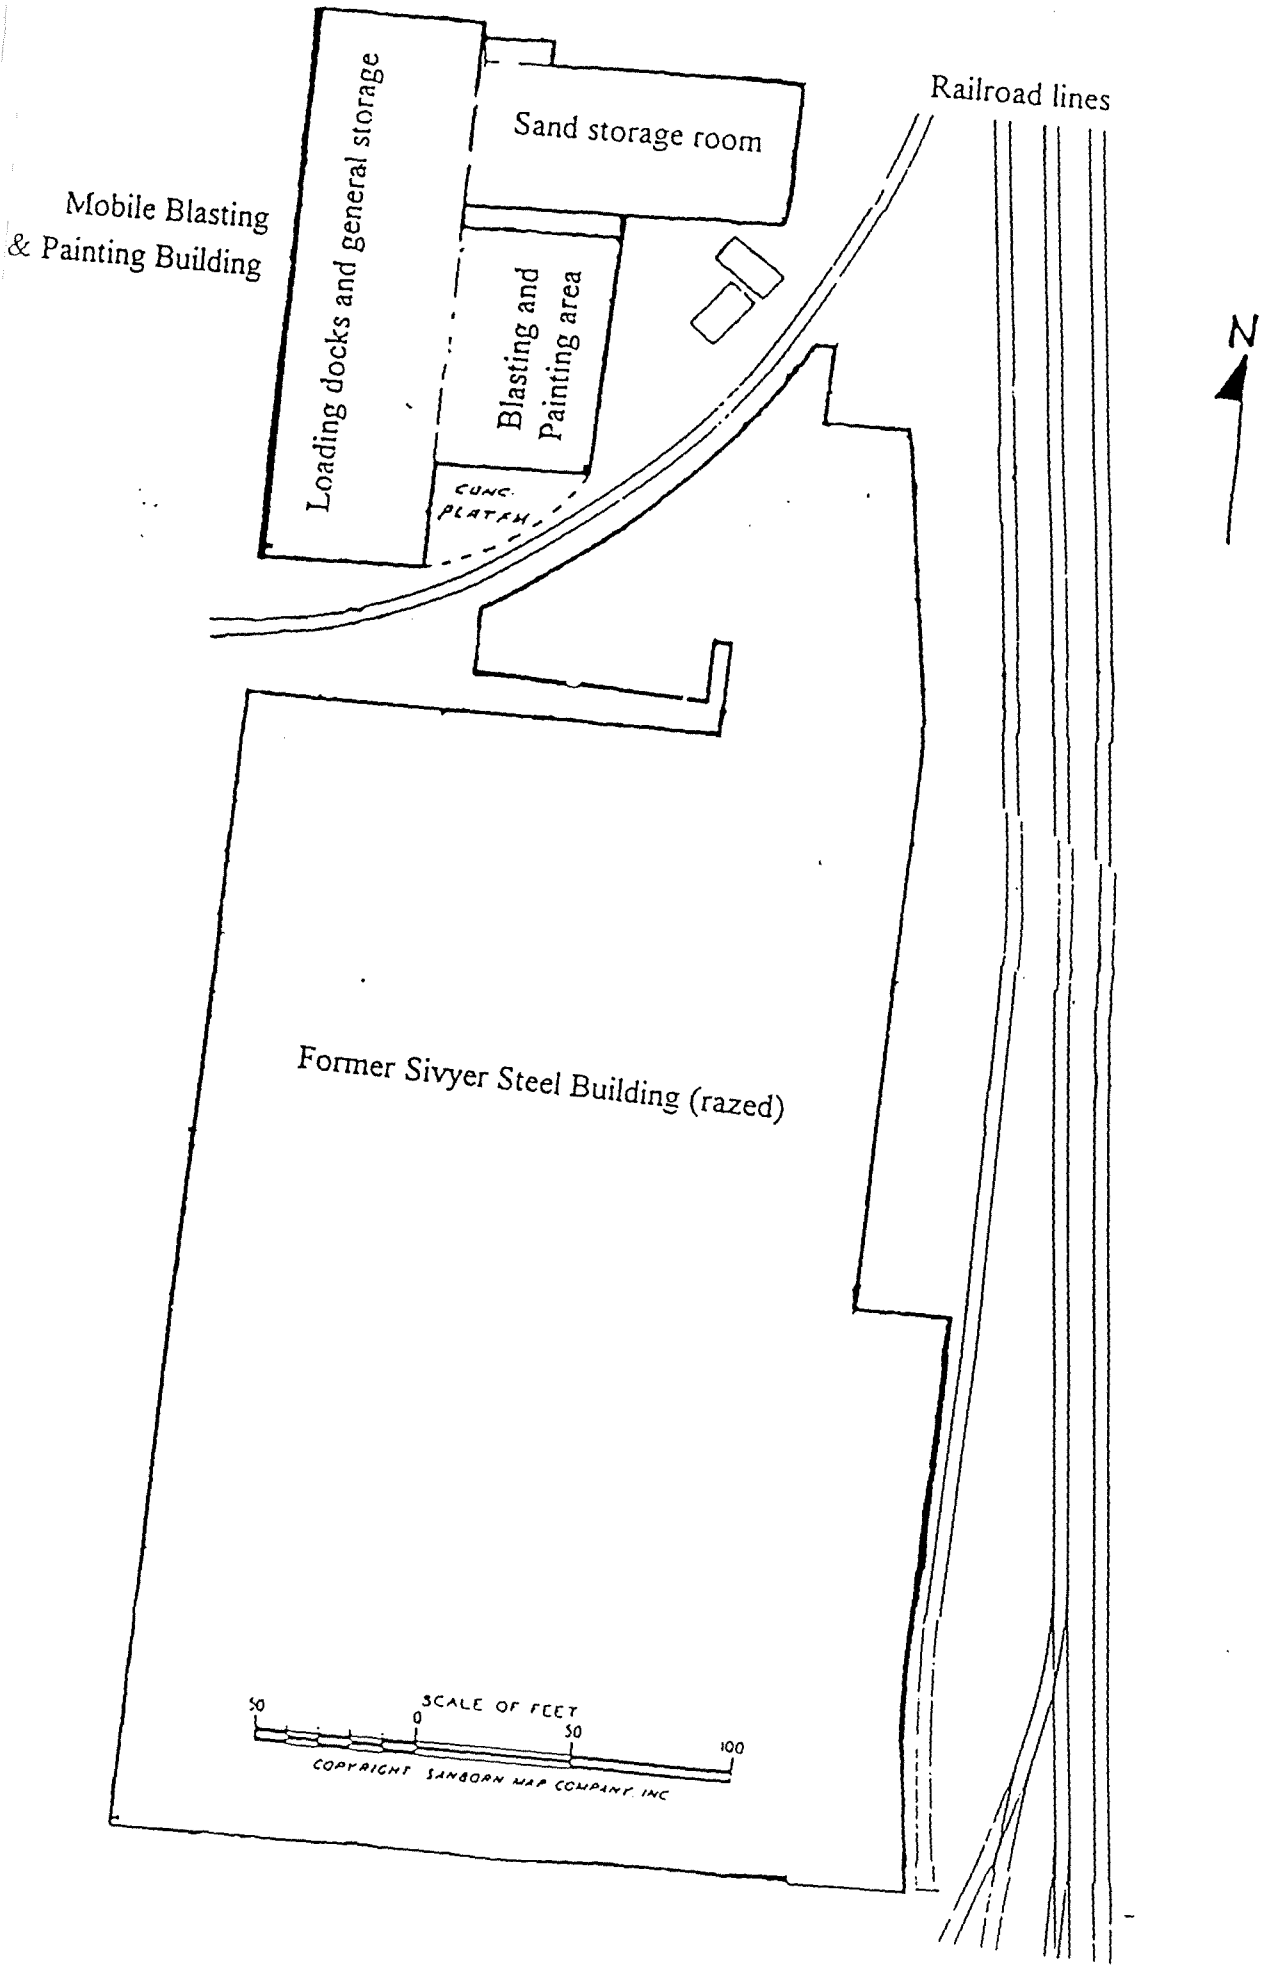 Railroad lines
Sand storage room
Mobile Blasting
& Painting Building
Loading docks and general storage
Blasting and
Painting area
N
CONC.
PLATFM
Former Sivyer Steel Building (razed)
SCALE OF FEET
50 0 50 100
COPYRIGHT SANBORN MAP COMPANY. INC